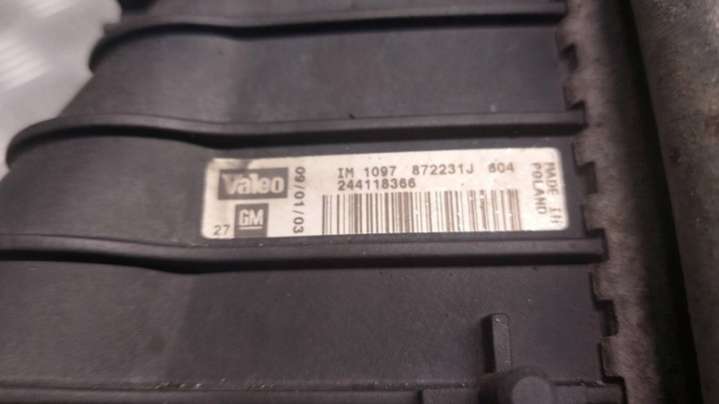 Valeo
GM
27
09/01/03
IM 1097 872231J 604
244118366
MADE IN
POLAND